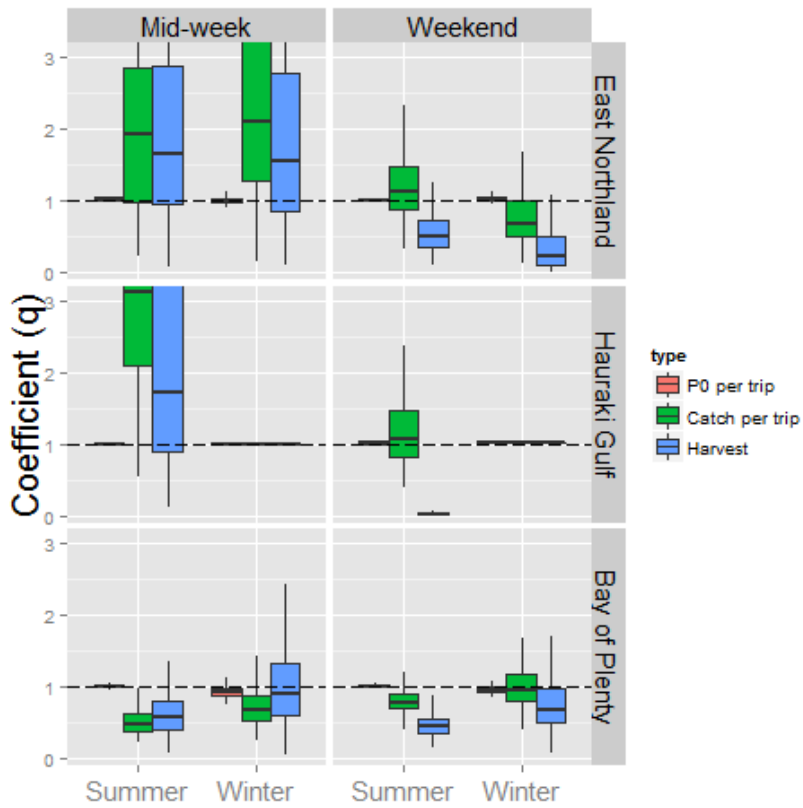 Mid-week
Weekend
3
2
1
0
East Northland
3
2
1
0
Hauraki Gulf
3
2
1
0
Bay of Plenty
Coefficient (q)
Summer
Winter
Summer
Winter
type
P0 per trip
Catch per trip
Harvest